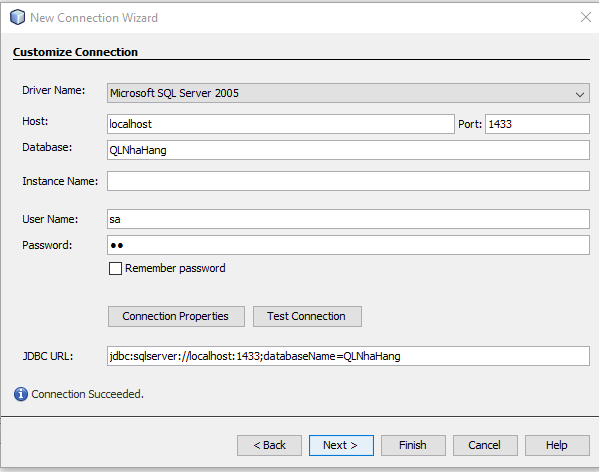 New Connection Wizard
Customize Connection
Driver Name: Microsoft SQL Server 2005
Host: localhost Port: 1433
Database: QLNhaHang
Instance Name:
User Name: sa
Password: ●●
Remember password
Connection Properties Test Connection
JDBC URL: jdbc:sqlserver://localhost:1433;databaseName=QLNhaHang
Connection Succeeded.
< Back Next > Finish Cancel Help